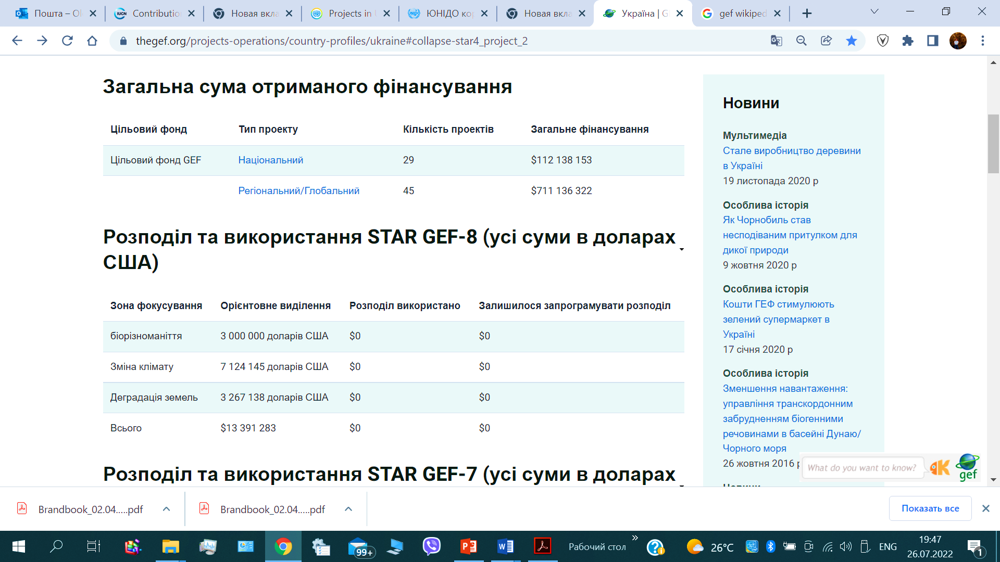 Пошта – Ol
Contribution
Новая вкла
Projects in U
ЮНІДО кор
Новая вкла
Україна | G
gef wikiped
thegef.org/projects-operations/country-profiles/ukraine#collapse-star4_project_2
Загальна сума отриманого фінансування
Цільовий фонд Тип проекту Кількість проектів Загальне фінансування
Цільовий фонд GEF Національний 29 $112 138 153
Регіональний/Глобальний 45 $711 136 322
Розподіл та використання STAR GEF-8 (усі суми в доларах
США)
Зона фокусування Орієнтовне виділення Розподіл використано Залишилося запрограмувати розподіл
біорізноманіття 3 000 000 доларів США $0 $0
Зміна клімату 7 124 145 доларів США $0 $0
Деградація земель 3 267 138 доларів США $0 $0
Всього $13 391 283 $0 $0
Розподіл та використання STAR GEF-7 (усі суми в доларах
Новини
Мультимедіа
Стале виробництво деревини
в Україні
19 листопада 2020 р
Особлива історія
Як Чорнобиль став
несподіваним притулком для
дикої природи
9 жовтня 2020 р
Особлива історія
Кошти ГЕФ стимулюють
зелений супермаркет в
Україні
17 січня 2020 р
Особлива історія
Зменшення навантаження:
управління транскордонним
забрудненням біогенними
речовинами в басейні Дунаю/
Чорного моря
26 жовтня 2016 р
What do you want to know?
gef
Brandbook_02.04.....pdf
Brandbook_02.04.....pdf
Показать все
99+
Рабочий стол
26°C
ENG
19:47
26.07.2022
1